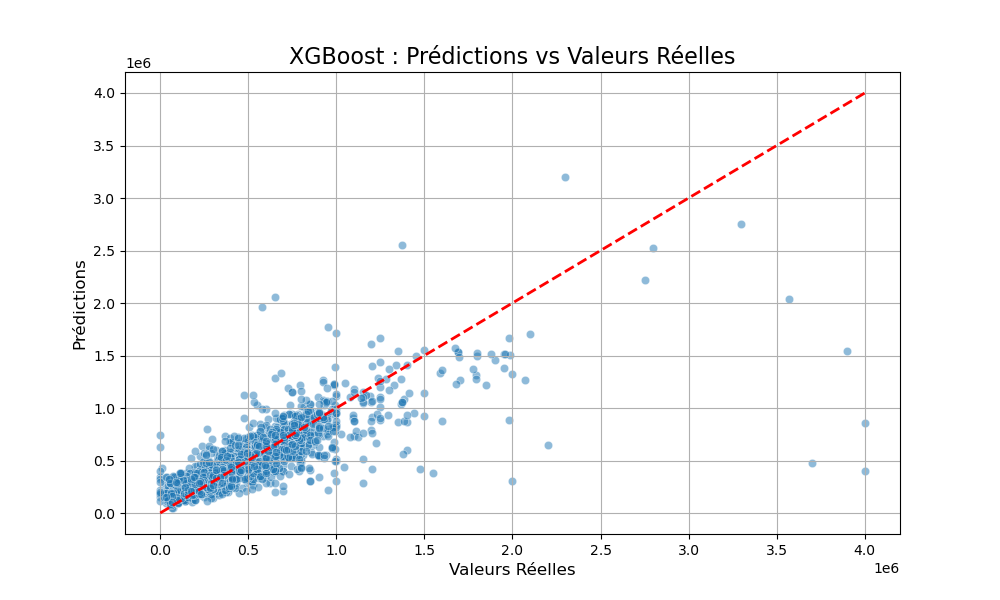 XGBoost : Prédictions vs Valeurs Réelles
1e6
4.0
3.5
3.0
2.5
2.0
1.5
1.0
0.5
0.0
Prédictions
0.0 0.5 1.0 1.5 2.0 2.5 3.0 3.5 4.0
Valeurs Réelles
1e6